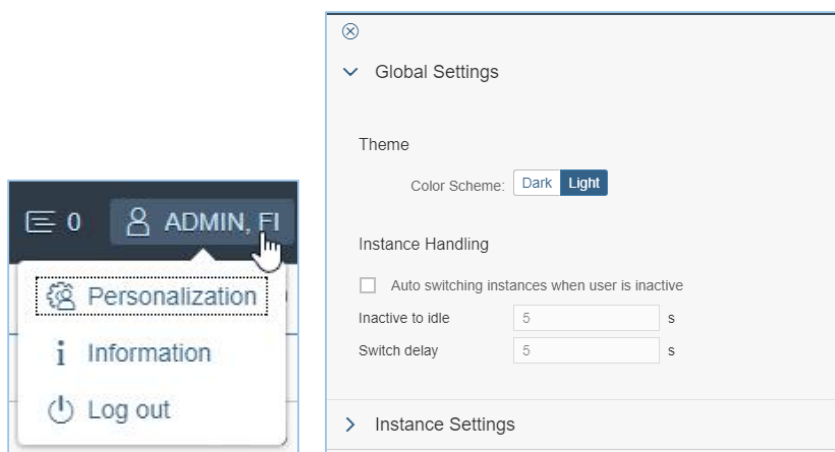 0 ADMIN, FI
Personalization
Information
Log out
Global Settings
Theme
Color Scheme: Dark Light
Instance Handling
Auto switching instances when user is inactive
Inactive to idle 5 s
Switch delay 5 s
Instance Settings